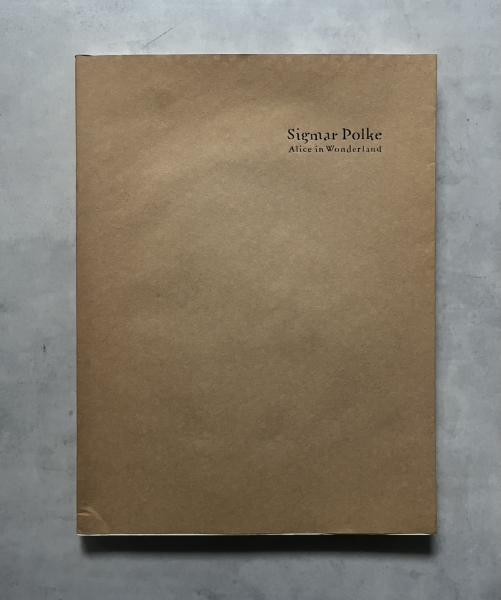 Sigmar Polke
Alice in Wonderland